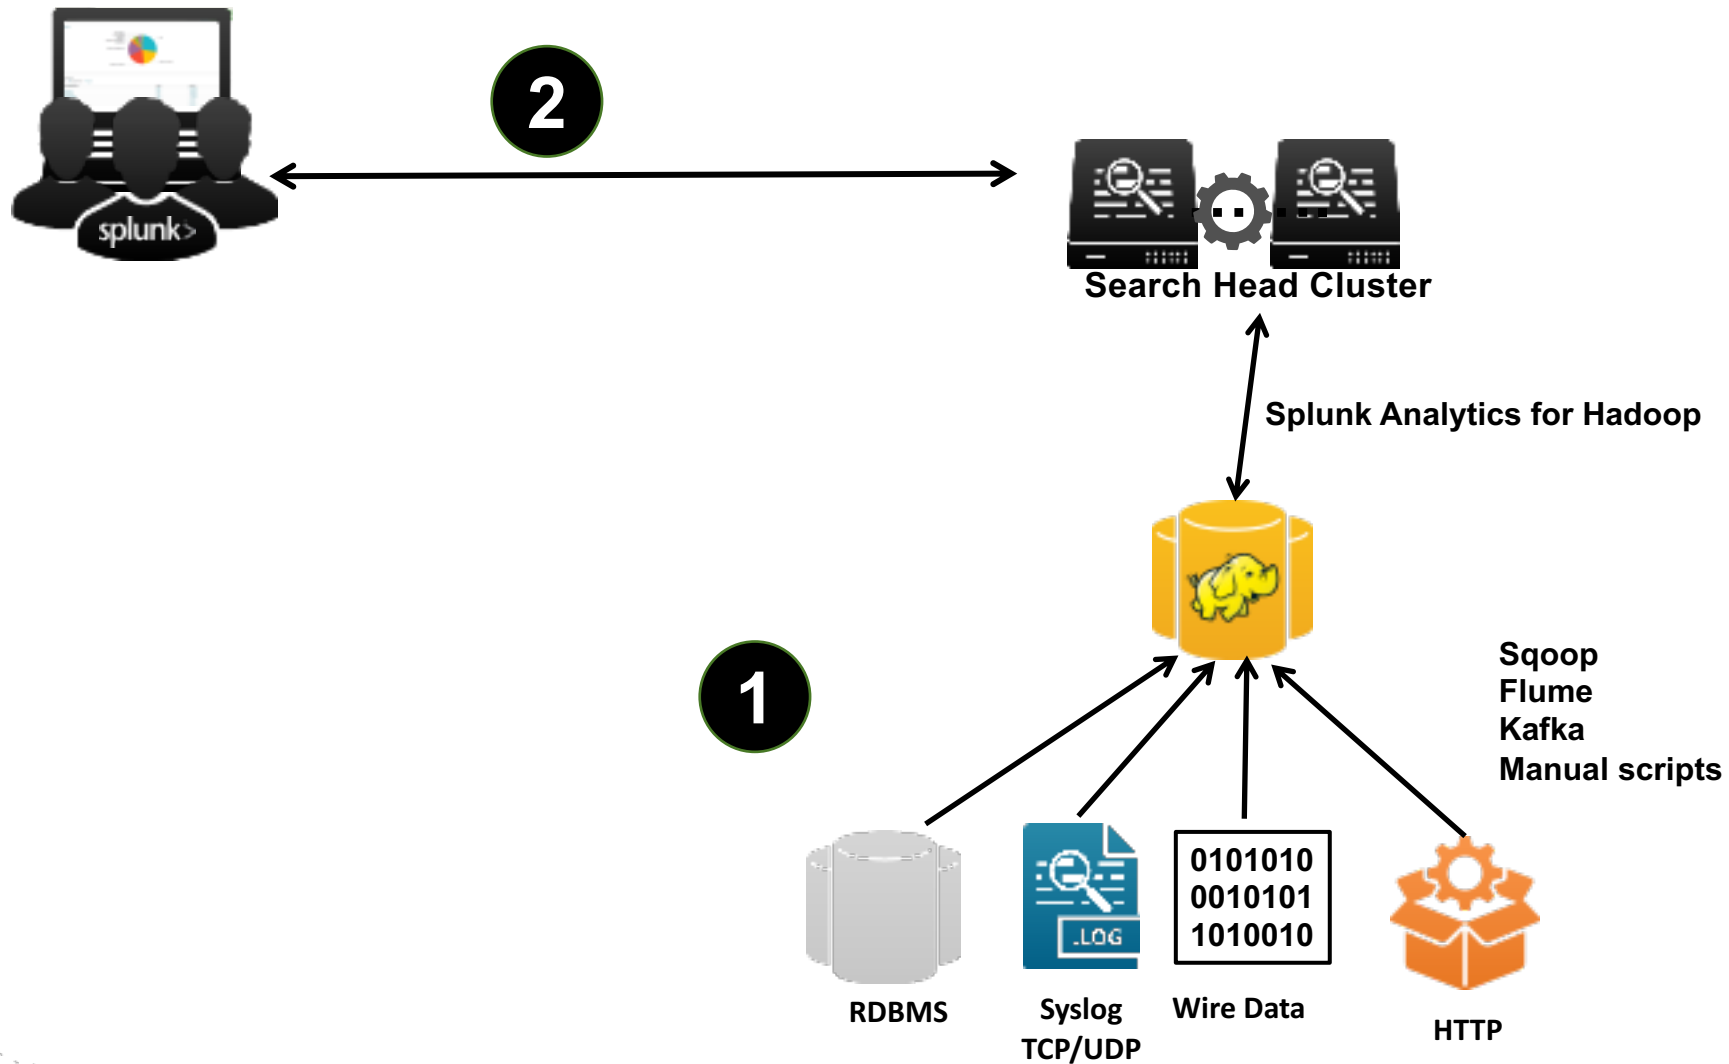 2
splunk>
Search Head Cluster
Splunk Analytics for Hadoop
1
Sqoop
Flume
Kafka
Manual scripts
0101010
0010101
1010010
.LOG
RDBMS
Syslog
TCP/UDP
Wire Data
HTTP